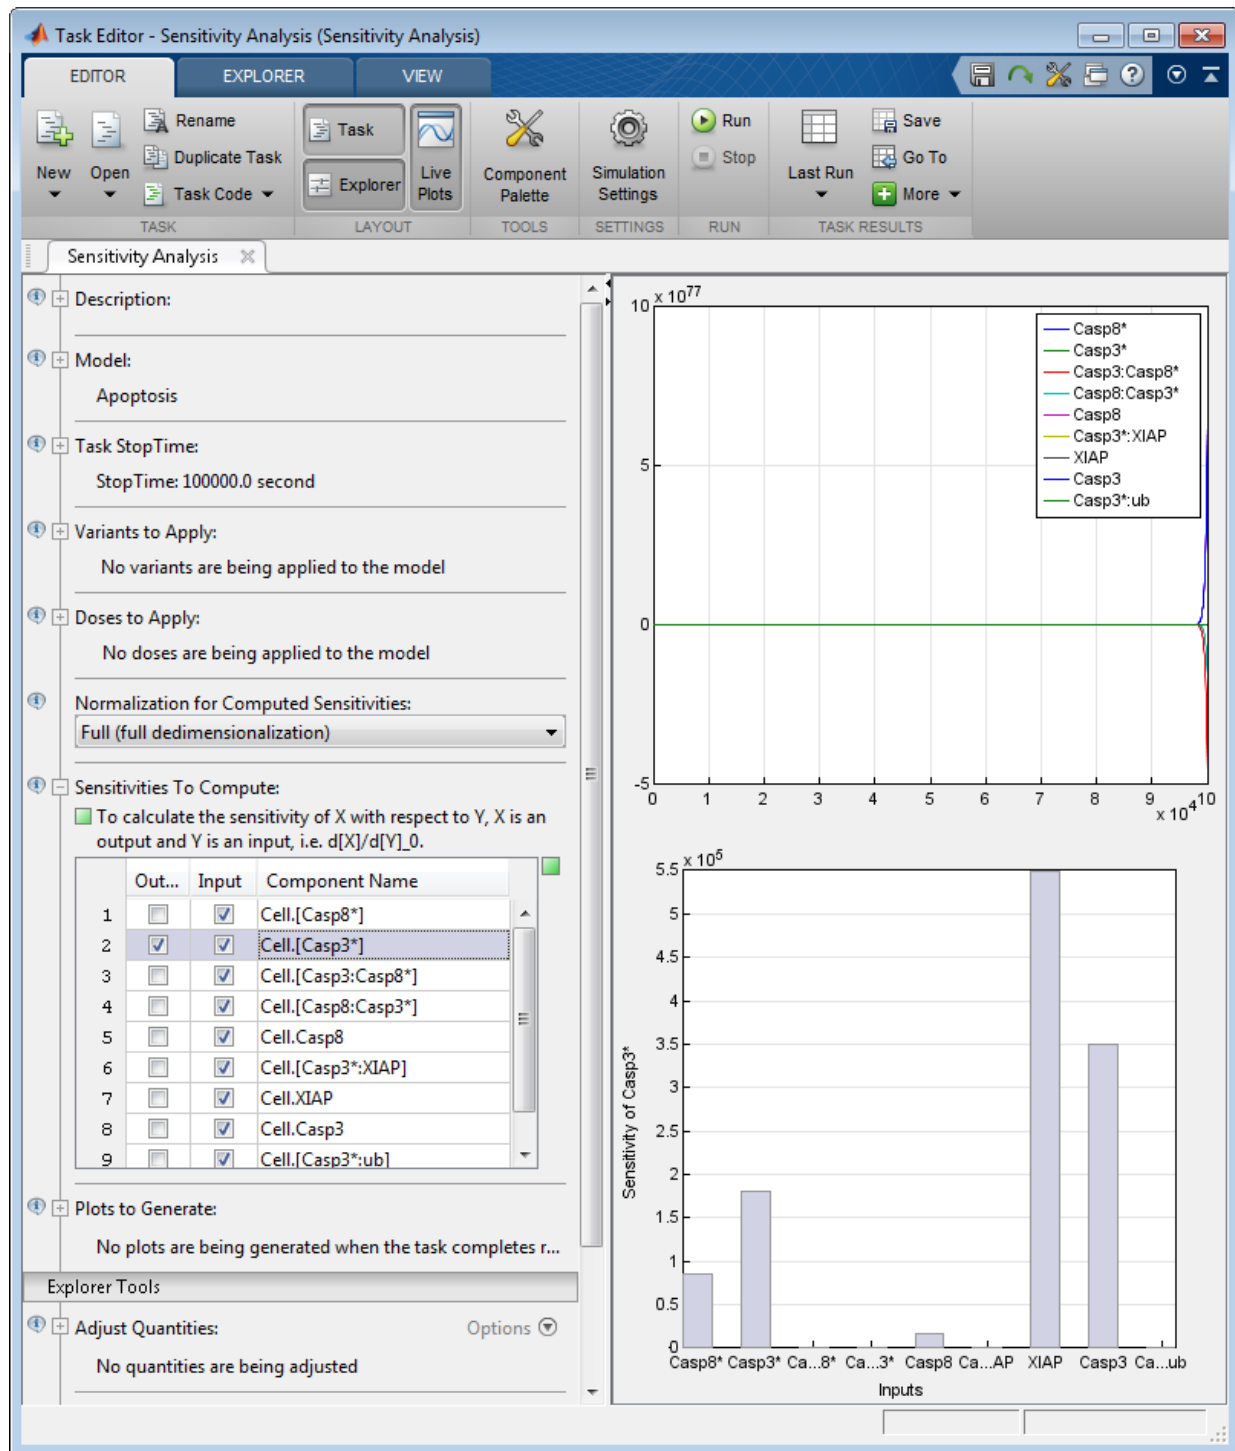 Task Editor - Sensitivity Analysis (Sensitivity Analysis)
EDITOR EXPLORER VIEW
New
Open
Rename
Duplicate Task
Task Code
TASK
Task
Explorer
Live Plots
LAYOUT
Component Palette
TOOLS
Simulation Settings
SETTINGS
Run
Stop
RUN
Last Run
Save
Go To
More
TASK RESULTS
Sensitivity Analysis
Description:
Model:
Apoptosis
Task StopTime:
StopTime: 100000.0 second
Variants to Apply:
No variants are being applied to the model
Doses to Apply:
No doses are being applied to the model
Normalization for Computed Sensitivities:
Full (full dedimensionalization)
Sensitivities To Compute:
To calculate the sensitivity of X with respect to Y, X is an
output and Y is an input, i.e. d[X]/d[Y]_0.
Out... Input Component Name
1 Cell.[Casp8*]
2 Cell.[Casp3*]
3 Cell.[Casp3:Casp8*]
4 Cell.[Casp8:Casp3*]
5 Cell.Casp8
6 Cell.[Casp3*:XIAP]
7 Cell.XIAP
8 Cell.Casp3
9 Cell.[Casp3*:ub]
Plots to Generate:
No plots are being generated when the task completes r...
Explorer Tools
Adjust Quantities: Options
No quantities are being adjusted
10 x 10^77
5
0
-5
0 1 2 3 4 5 6 7 8 9 10
x 10^4
Casp8*
Casp3*
Casp3:Casp8*
Casp8:Casp3*
Casp8
Casp3*:XIAP
XIAP
Casp3
Casp3*:ub
5.5 x 10^5
5
4.5
4
3.5
3
2.5
2
1.5
1
0.5
0
Sensitivity of Casp3*
Casp8* Casp3* Ca...8* Ca...3* Casp8 Ca...AP XIAP Casp3 Ca...ub
Inputs